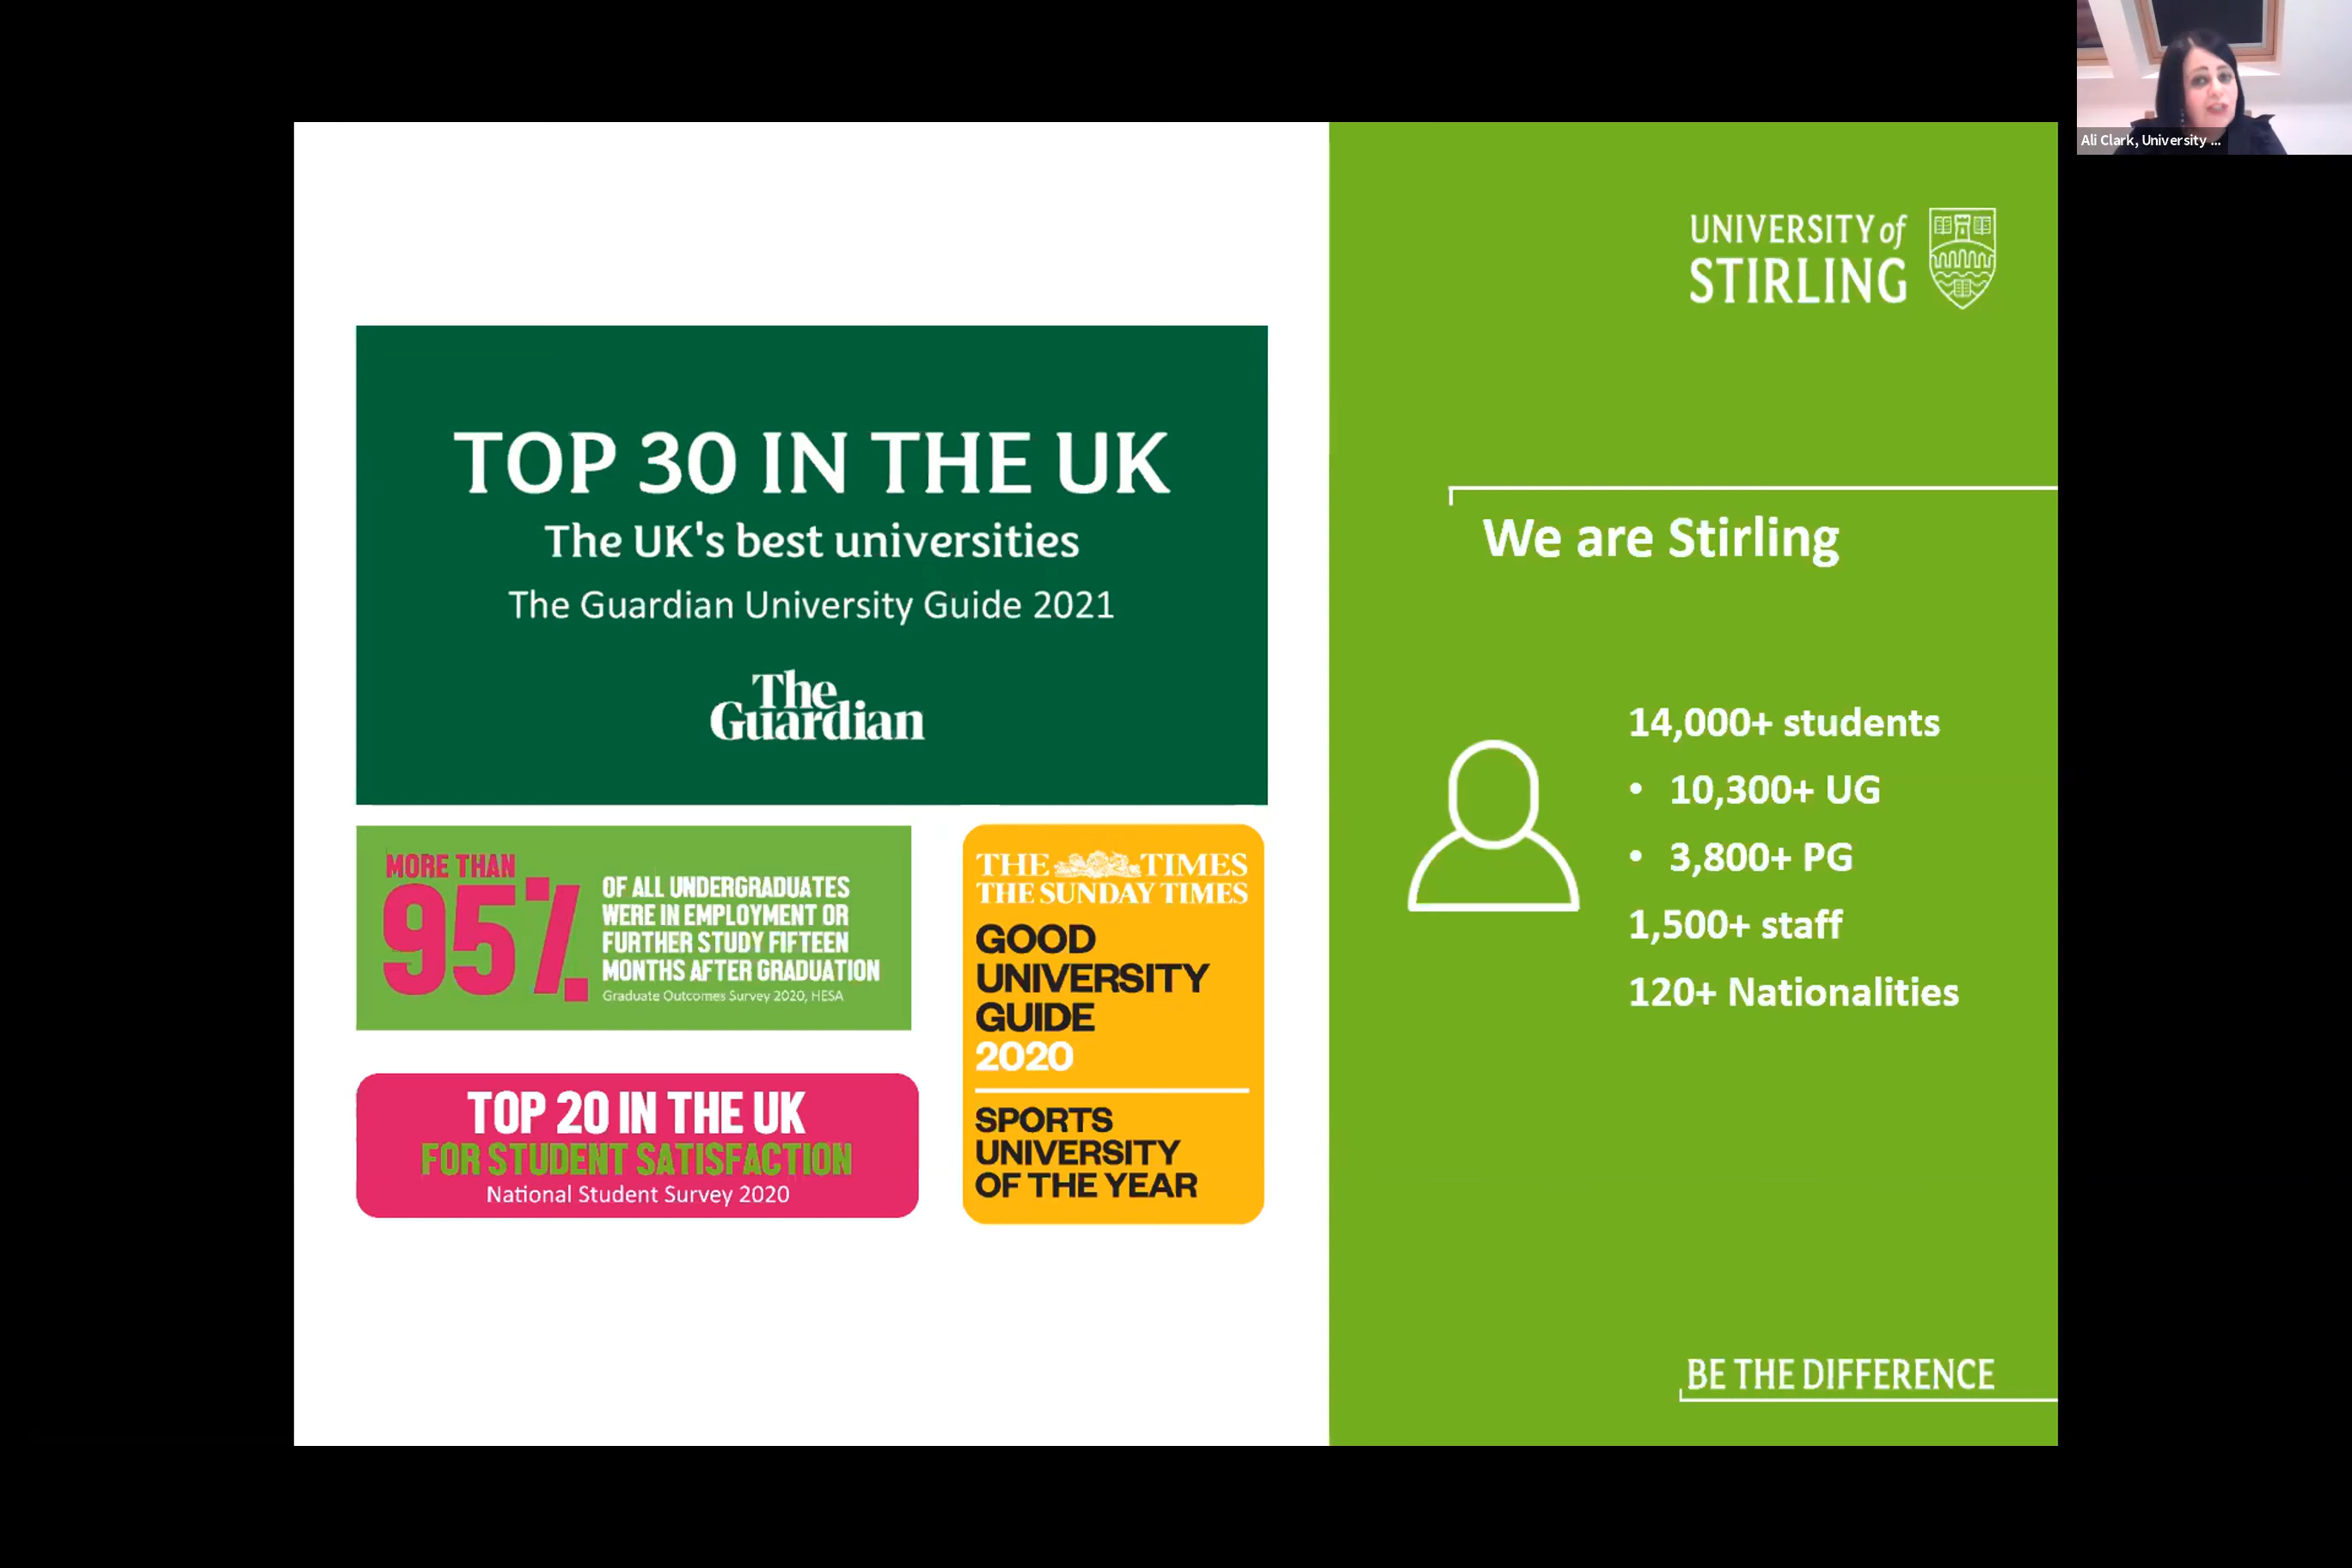 TOP 30 IN THE UK
The UK's best universities
The Guardian University Guide 2021
The
Guardian
MORE THAN
95%
OF ALL UNDERGRADUATES
WERE IN EMPLOYMENT OR
FURTHER STUDY FIFTEEN
MONTHS AFTER GRADUATION
Graduate Outcomes Survey 2020, HESA
TOP 20 IN THE UK
FOR STUDENT SATISFACTION
National Student Survey 2020
THE TIMES
THE SUNDAY TIMES
GOOD
UNIVERSITY
GUIDE
2020
SPORTS
UNIVERSITY
OF THE YEAR
UNIVERSITY of
STIRLING
We are Stirling
14,000+ students
• 10,300+ UG
• 3,800+ PG
1,500+ staff
120+ Nationalities
BE THE DIFFERENCE
Ali Clark, University ...